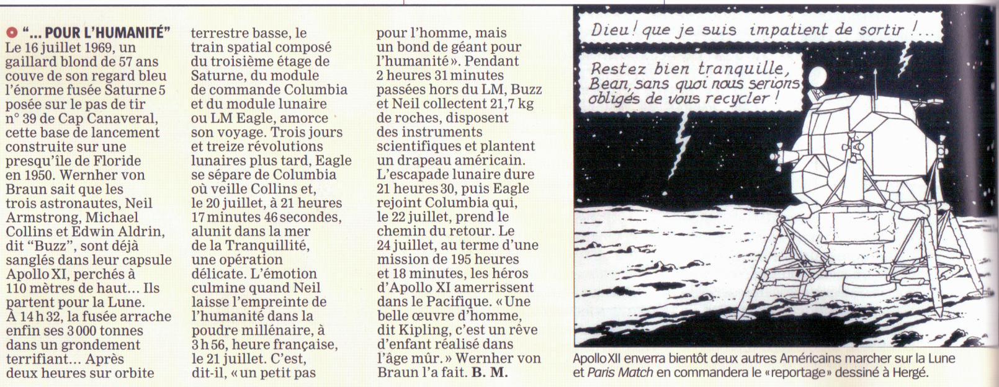 “... POUR L'HUMANITÉ”
Le 16 juillet 1969, un
gaillard blond de 57 ans
couve de son regard bleu
l'énorme fusée Saturne 5
posée sur le pas de tir
n° 39 de Cap Canaveral,
cette base de lancement
construite sur une
presqu'île de Floride
en 1950. Wernher von
Braun sait que les
trois astronautes, Neil
Armstrong, Michael
Collins et Edwin Aldrin,
dit “Buzz”, sont déjà
sanglés dans leur capsule
Apollo XI, perchés à
110 mètres de haut... Ils
partent pour la Lune.
À 14 h 32, la fusée arrache
enfin ses 3 000 tonnes
dans un grondement
terrifiant... Après
deux heures sur orbite
terrestre basse, le
train spatial composé
du troisième étage de
Saturne, du module
de commande Columbia
et du module lunaire
ou LM Eagle, amorce
son voyage. Trois jours
et treize révolutions
lunaires plus tard, Eagle
se sépare de Columbia
où veille Collins et,
le 20 juillet, à 21 heures
17 minutes 46 secondes,
alunit dans la mer
de la Tranquillité,
une opération
délicate. L'émotion
culmine quand Neil
laisse l'empreinte de
l'humanité dans la
poudre millénaire, à
3 h 56, heure française,
le 21 juillet. C'est,
dit-il, « un petit pas
pour l'homme, mais
un bond de géant pour
l'humanité ». Pendant
2 heures 31 minutes
passées hors du LM, Buzz
et Neil collectent 21,7 kg
de roches, disposent
des instruments
scientifiques et plantent
un drapeau américain.
L'escapade lunaire dure
21 heures 30, puis Eagle
rejoint Columbia qui,
le 22 juillet, prend le
chemin du retour. Le
24 juillet, au terme d'une
mission de 195 heures
et 18 minutes, les héros
d'Apollo XI amerrissent
dans le Pacifique. « Une
belle œuvre d'homme,
dit Kipling, c'est un rêve
d'enfant réalisé dans
l'âge mûr. » Wernher von
Braun l'a fait. B. M.
Dieu ! que je suis impatient de sortir !...
Restez bien tranquille,
Bean, sans quoi nous serions
obligés de vous recycler !
Apollo XII enverra bientôt deux autres Américains marcher sur la Lune
et Paris Match en commandera le « reportage » dessiné à Hergé.